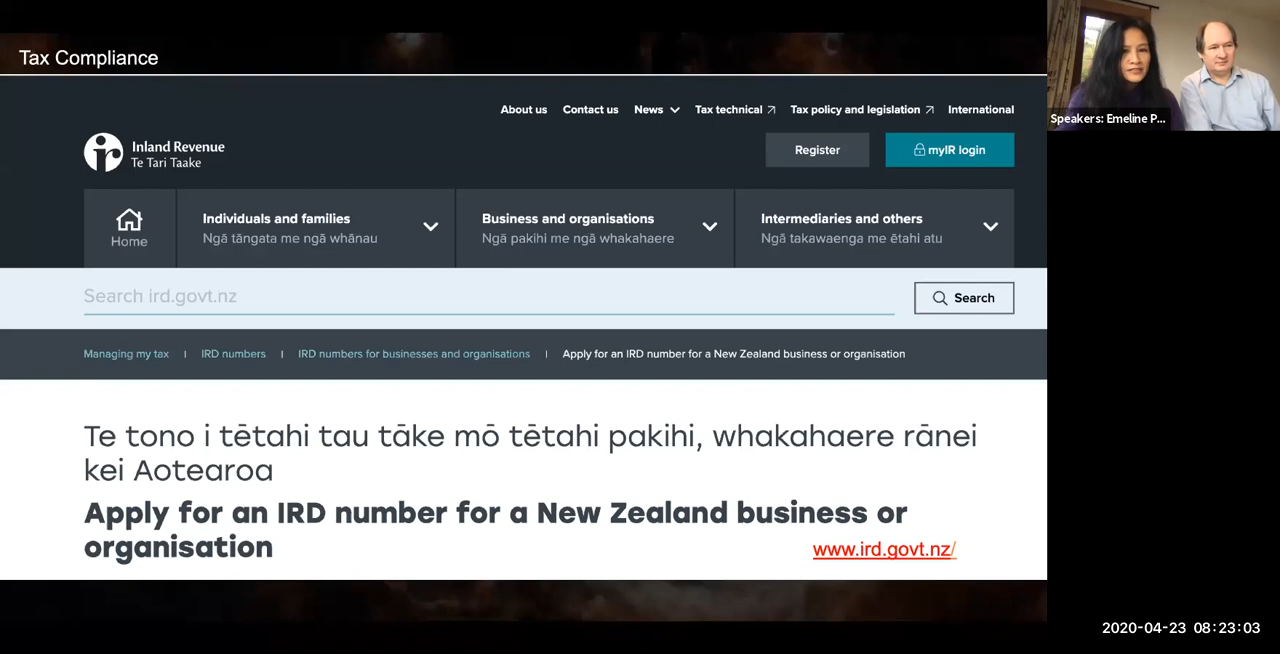 Tax Compliance
Speakers: Emeline P...
About us Contact us News Tax technical Tax policy and legislation International
Inland Revenue
Te Tari Taake
Register
myIR login
Home
Individuals and families
Ngā tāngata me ngā whānau
Business and organisations
Ngā pakihi me ngā whakahaere
Intermediaries and others
Ngā takawaenga me ētahi atu
Search ird.govt.nz
Search
Managing my tax | IRD numbers | IRD numbers for businesses and organisations | Apply for an IRD number for a New Zealand business or organisation
Te tono i tētahi tau tāke mō tētahi pakihi, whakahaere rānei
kei Aotearoa
Apply for an IRD number for a New Zealand business or
organisation
www.ird.govt.nz/
2020-04-23 08:23:03